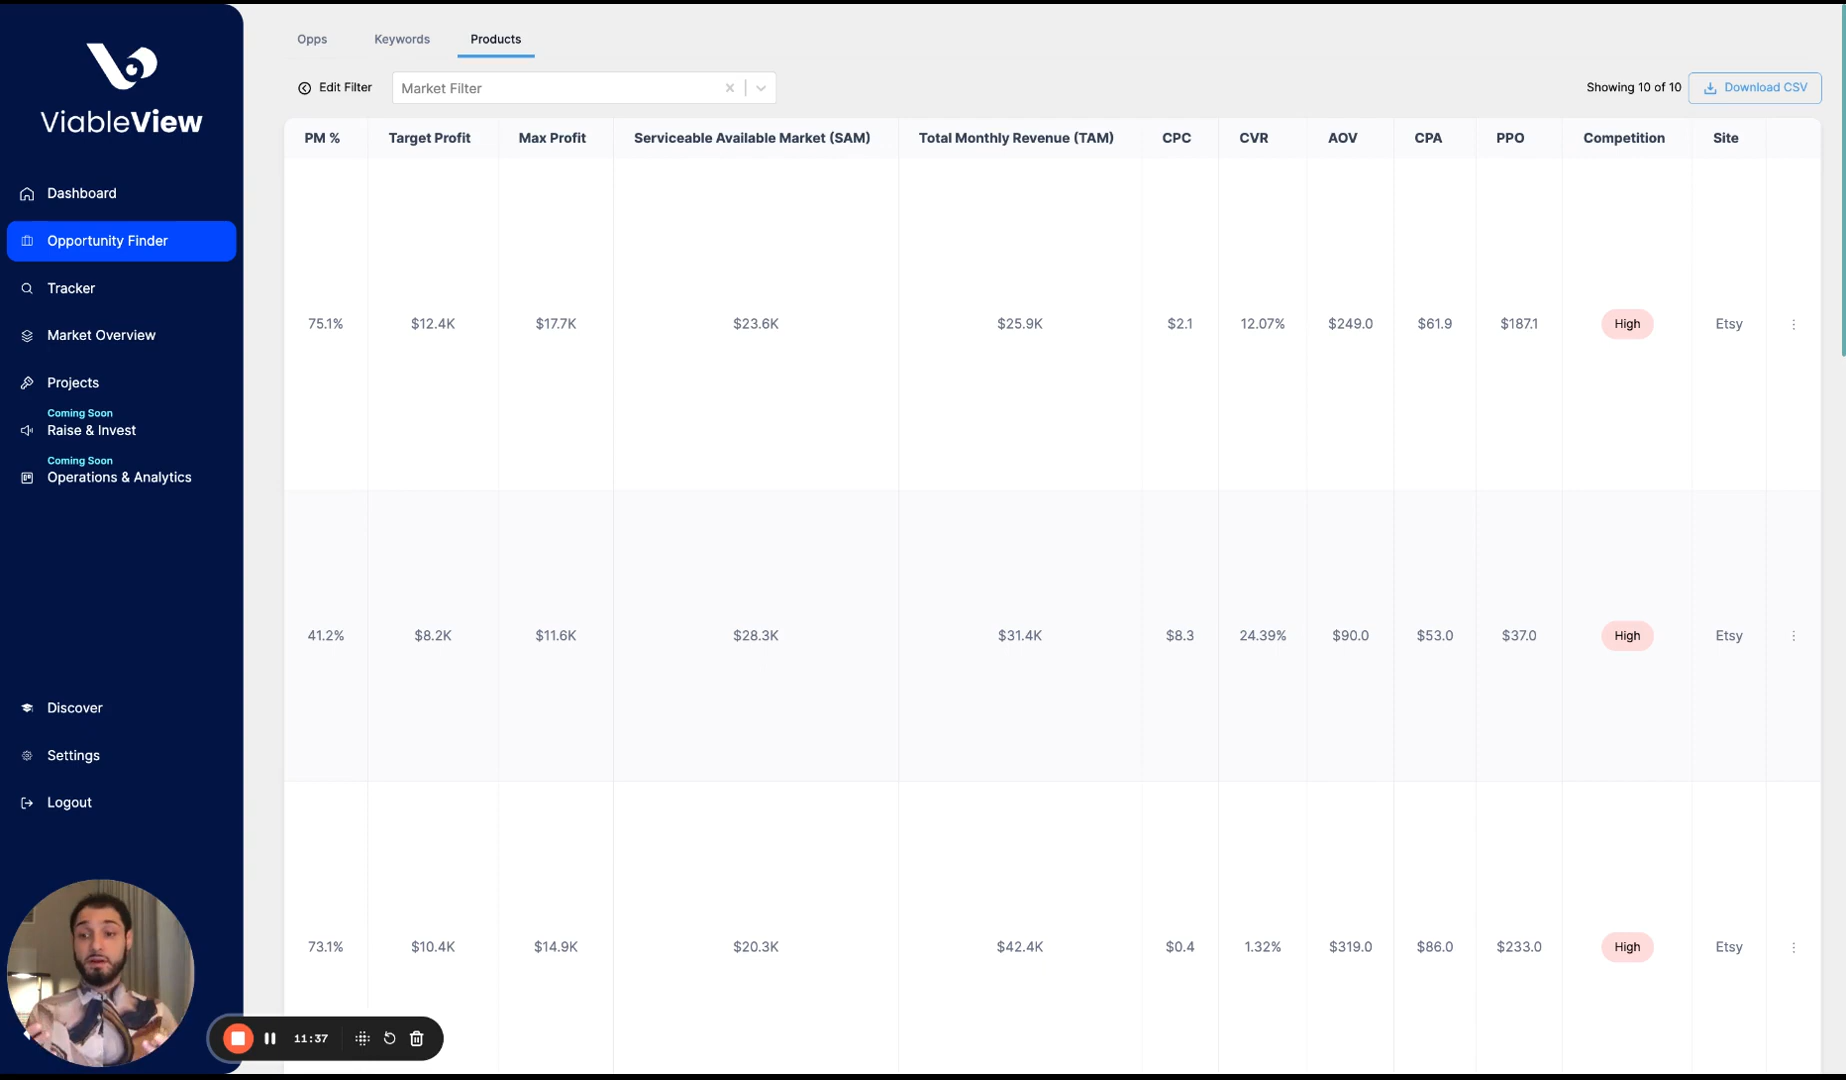 ViableView
Dashboard
Opportunity Finder
Tracker
Market Overview
Projects
Coming Soon
Raise & Invest
Coming Soon
Operations & Analytics
Discover
Settings
Logout
11:37
Opps Keywords Products
Edit Filter Market Filter Showing 10 of 10 Download CSV
PM % Target Profit Max Profit Serviceable Available Market (SAM) Total Monthly Revenue (TAM) CPC CVR AOV CPA PPO Competition Site
75.1% $12.4K $17.7K $23.6K $25.9K $2.1 12.07% $249.0 $61.9 $187.1 High Etsy
41.2% $8.2K $11.6K $28.3K $31.4K $8.3 24.39% $90.0 $53.0 $37.0 High Etsy
73.1% $10.4K $14.9K $20.3K $42.4K $0.4 1.32% $319.0 $86.0 $233.0 High Etsy